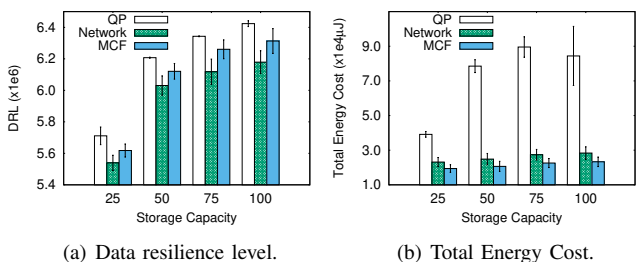 QP
Network
MCF
DRL (x1e6)
6.4
6.2
6.0
5.8
5.6
5.4
25 50 75 100
Storage Capacity
(a) Data resilience level.
QP
Network
MCF
Total Energy Cost (x1e4μJ)
9.0
7.0
5.0
3.0
1.0
25 50 75 100
Storage Capacity
(b) Total Energy Cost.